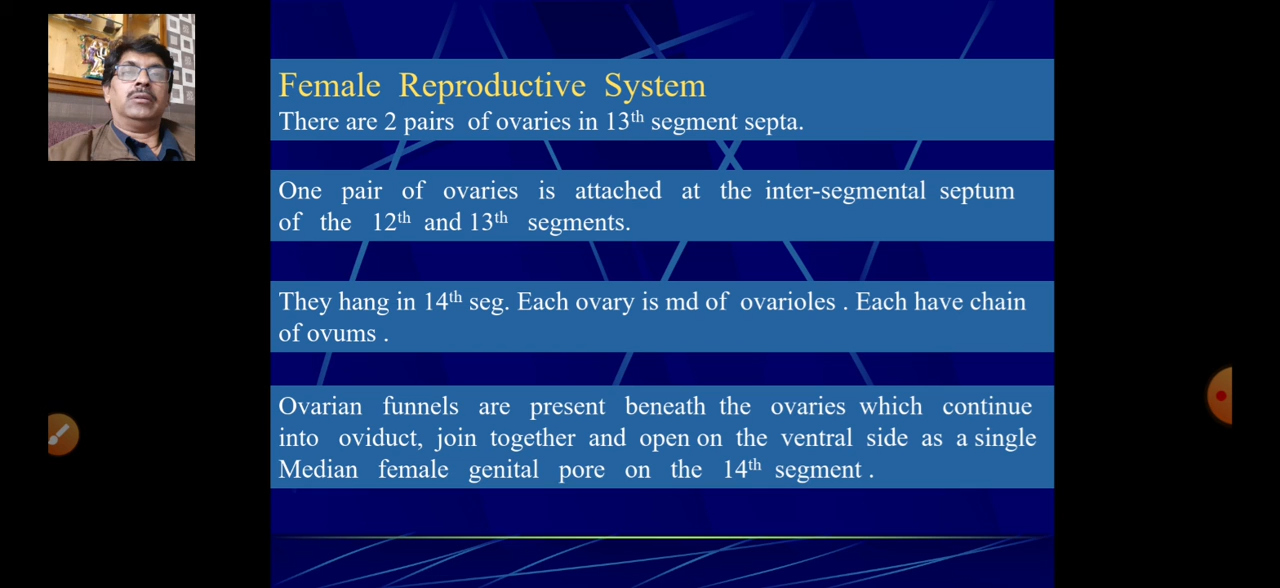 Female Reproductive System
There are 2 pairs of ovaries in 13th segment septa.
One pair of ovaries is attached at the inter-segmental septum
of the 12th and 13th segments.
They hang in 14th seg. Each ovary is md of ovarioles . Each have chain
of ovums .
Ovarian funnels are present beneath the ovaries which continue
into oviduct, join together and open on the ventral side as a single
Median female genital pore on the 14th segment .